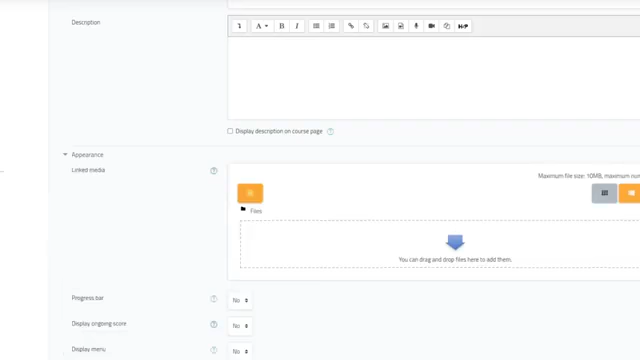 Description
A B I H-P
Display description on course page
Appearance
Linked media
Maximum file size: 10MB, maximum num
Files
You can drag and drop files here to add them.
Progress bar
No
Display ongoing score
No
Display menu
No